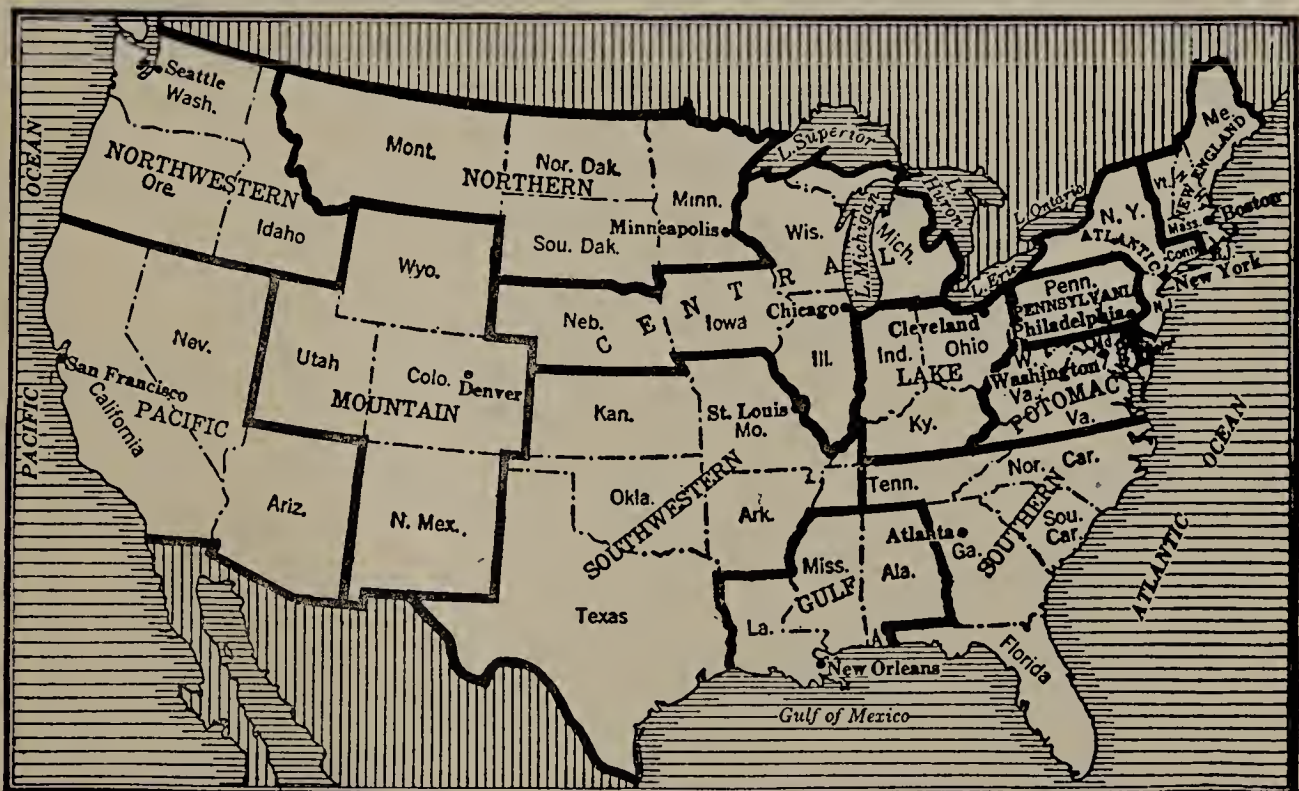 Seattle
Wash.
NORTHWESTERN
Ore.
Idaho
Mont.
Nor. Dak.
NORTHERN
Sou. Dak.
Minn.
Minneapolis
Wyo.
Neb.
CENTRAL
Iowa
Wis.
Chicago
Ill.
Mich.
L. Superior
L. Michigan
L. Huron
L. Erie
L. Ontario
Me.
NEW ENGLAND
Vt.
N.H.
Mass.
Boston
Conn.
R.I.
N. Y.
ATLANTIC
New York
N.J.
Penn.
PENNSYLVANIA
Philadelphia
Cleveland
Ind.
Ohio
LAKE
Ky.
W.
Va.
Washington
Md.
POTOMAC
Va.
Nev.
San Francisco
California
PACIFIC
Utah
Colo.
Denver
MOUNTAIN
Ariz.
N. Mex.
Kan.
St. Louis
Mo.
Okla.
Ark.
SOUTHWESTERN
Texas
Tenn.
Nor. Car.
Sou.
Car.
SOUTHERN
Atlanta
Ga.
Miss.
Ala.
GULF
La.
New Orleans
Florida
Gulf of Mexico
PACIFIC OCEAN
ATLANTIC OCEAN